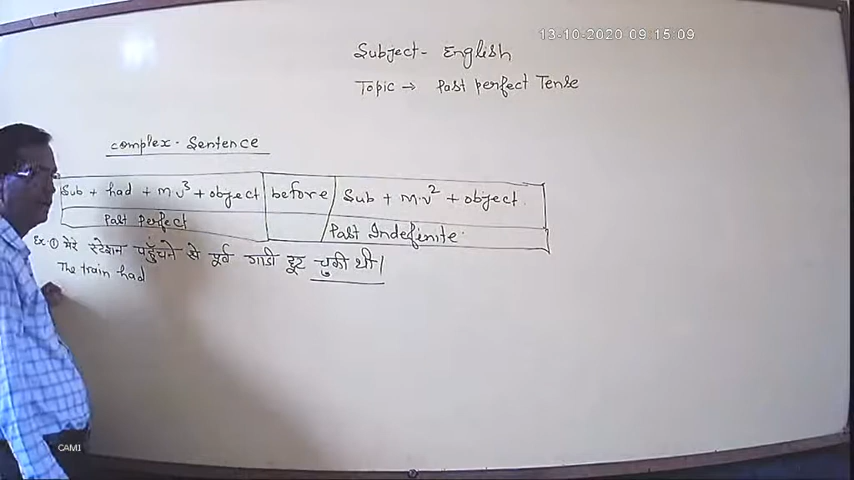 13-10-2020 09:15:09
Subject- English
Topic → Past perfect Tense
complex. Sentence
Sub + had + M.V³ + object before Sub + M.V² + object.
Past perfect Past Indefinite.
Ex-① मेरे स्टेशन पहुँचने से पूर्व गाडी छूट चुकी थी।
The train had
CAM1